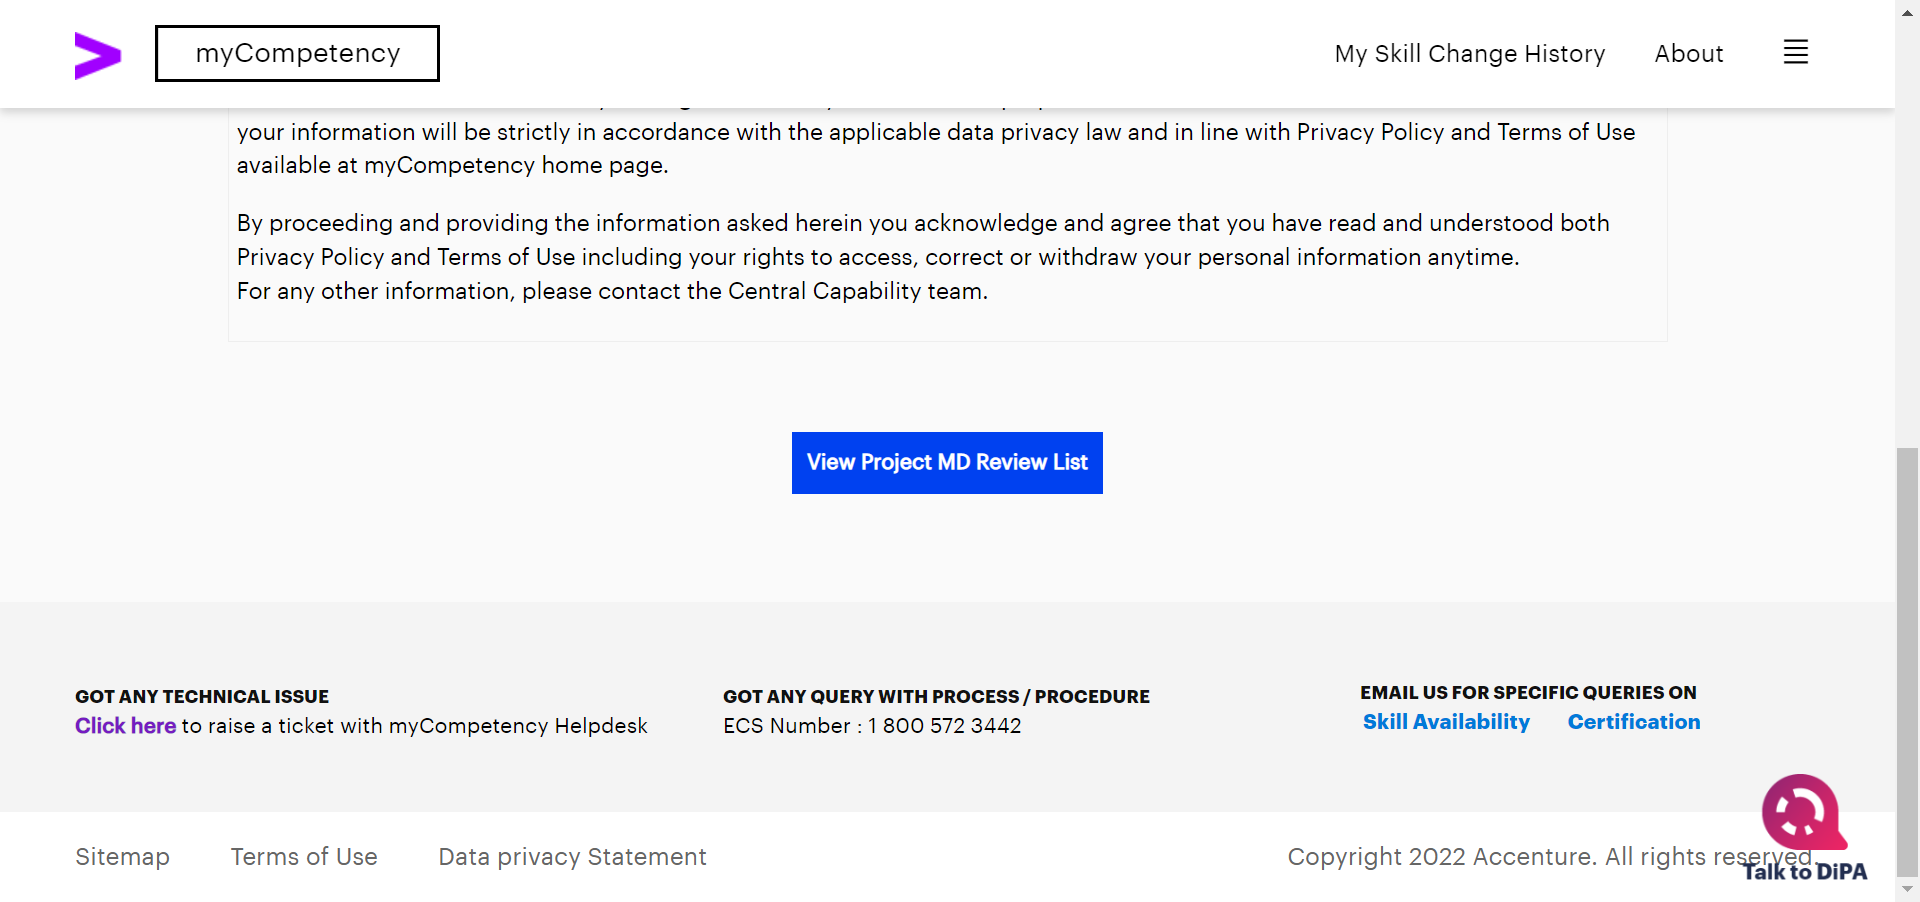 myCompetency
My Skill Change History
About
your information will be strictly in accordance with the applicable data privacy law and in line with Privacy Policy and Terms of Use
available at myCompetency home page.
By proceeding and providing the information asked herein you acknowledge and agree that you have read and understood both
Privacy Policy and Terms of Use including your rights to access, correct or withdraw your personal information anytime.
For any other information, please contact the Central Capability team.
View Project MD Review List
GOT ANY TECHNICAL ISSUE
Click here to raise a ticket with myCompetency Helpdesk
GOT ANY QUERY WITH PROCESS / PROCEDURE
ECS Number : 1 800 572 3442
EMAIL US FOR SPECIFIC QUERIES ON
Skill Availability Certification
Sitemap
Terms of Use
Data privacy Statement
Copyright 2022 Accenture. All rights reserved.
Talk to DiPA